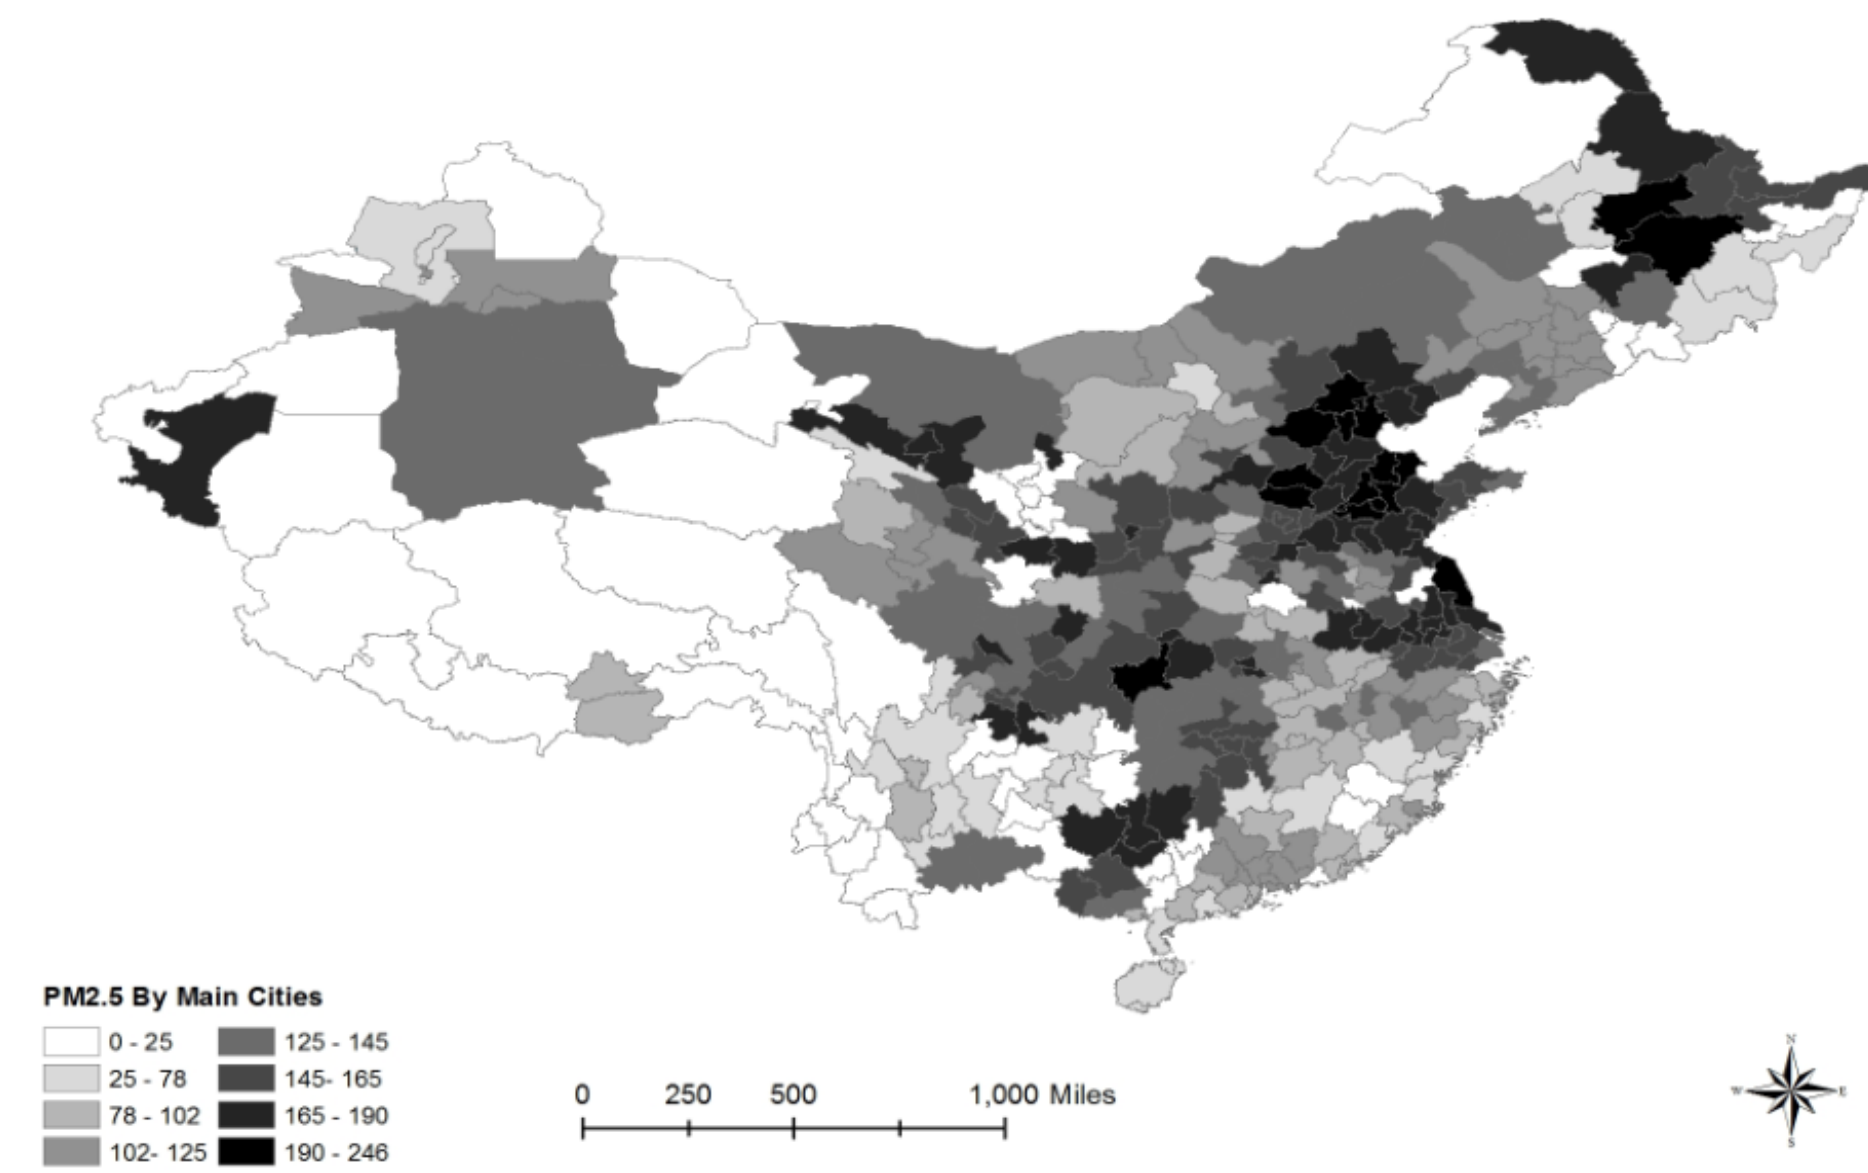 PM2.5 By Main Cities
0 - 25 125 - 145
25 - 78 145- 165
78 - 102 165 - 190
102- 125 190 - 246
0 250 500 1,000 Miles
N
W E
S